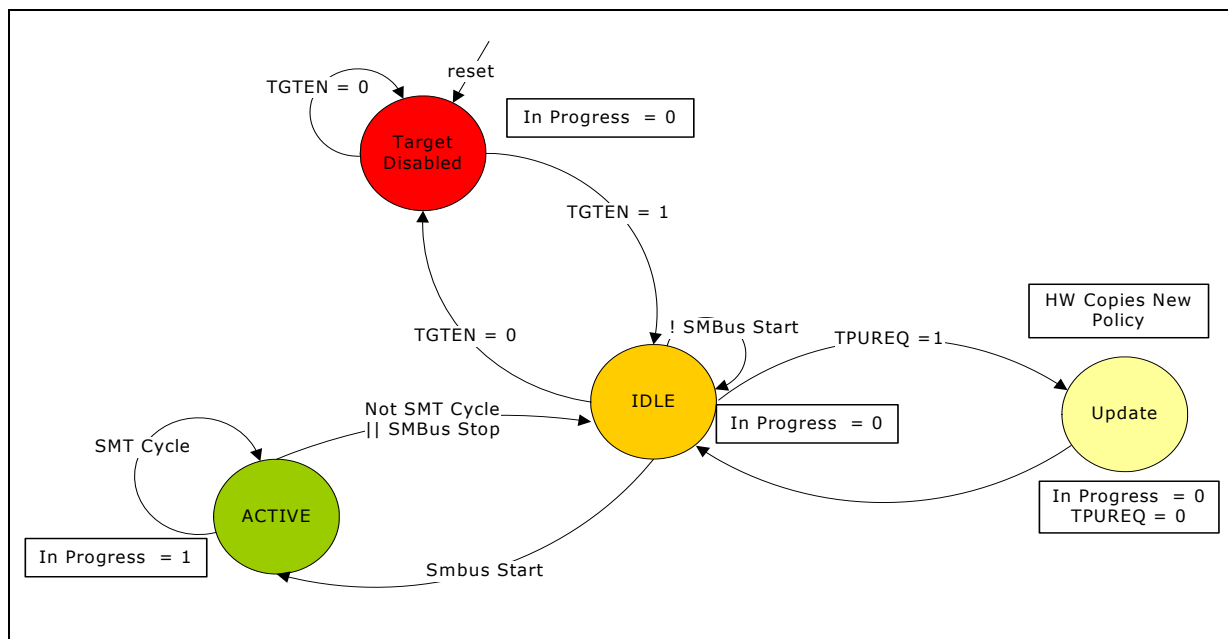 reset
TGTEN = 0
In Progress = 0
Target
Disabled
TGTEN = 1
HW Copies New
Policy
! SMBus Start
TGTEN = 0
TPUREQ =1
IDLE
In Progress = 0
Update
Not SMT Cycle
|| SMBus Stop
SMT Cycle
In Progress = 0
TPUREQ = 0
ACTIVE
In Progress = 1
Smbus Start